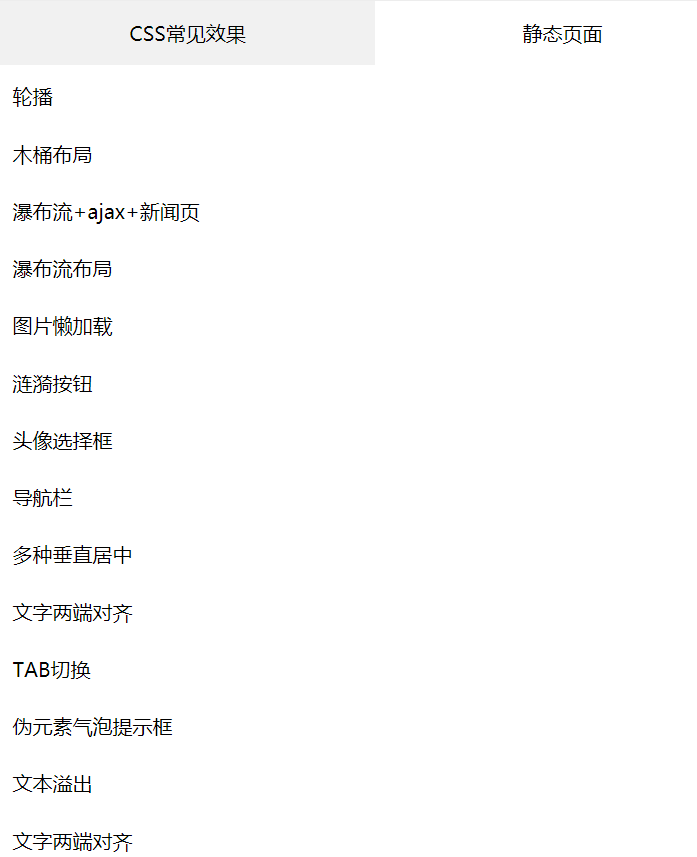 CSS常见效果
静态页面
轮播
木桶布局
瀑布流+ajax+新闻页
瀑布流布局
图片懒加载
涟漪按钮
头像选择框
导航栏
多种垂直居中
文字两端对齐
TAB切换
伪元素气泡提示框
文本溢出
文字两端对齐